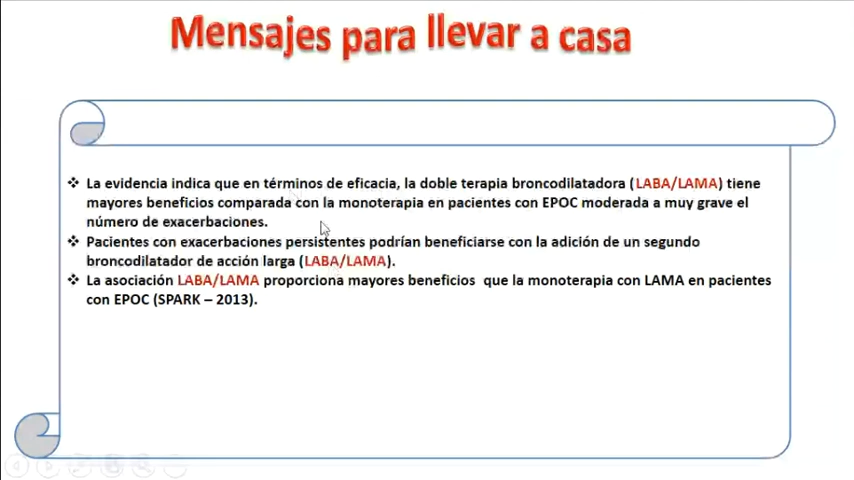 Mensajes para llevar a casa
❖ La evidencia indica que en términos de eficacia, la doble terapia broncodilatadora (LABA/LAMA) tiene
mayores beneficios comparada con la monoterapia en pacientes con EPOC moderada a muy grave el
número de exacerbaciones.
❖ Pacientes con exacerbaciones persistentes podrían beneficiarse con la adición de un segundo
broncodilatador de acción larga (LABA/LAMA).
❖ La asociación LABA/LAMA proporciona mayores beneficios que la monoterapia con LAMA en pacientes
con EPOC (SPARK – 2013).